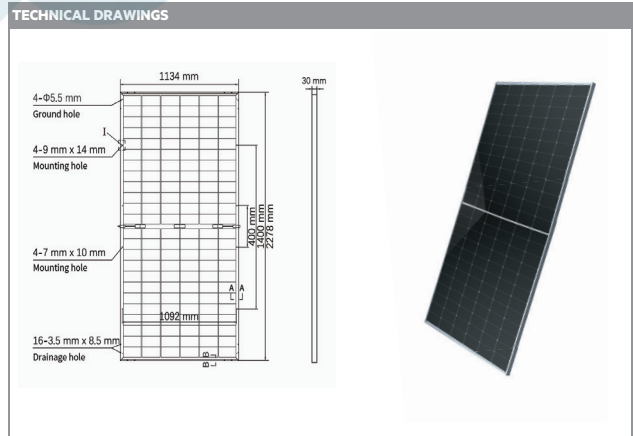 TECHNICAL DRAWINGS
1134 mm
30 mm
4-Φ5.5 mm
Ground hole
I
4-9 mm x 14 mm
Mounting hole
400 mm
1400 mm
2278 mm
4-7 mm x 10 mm
Mounting hole
A A
1092 mm
16-3.5 mm x 8.5 mm
Drainage hole
B
B